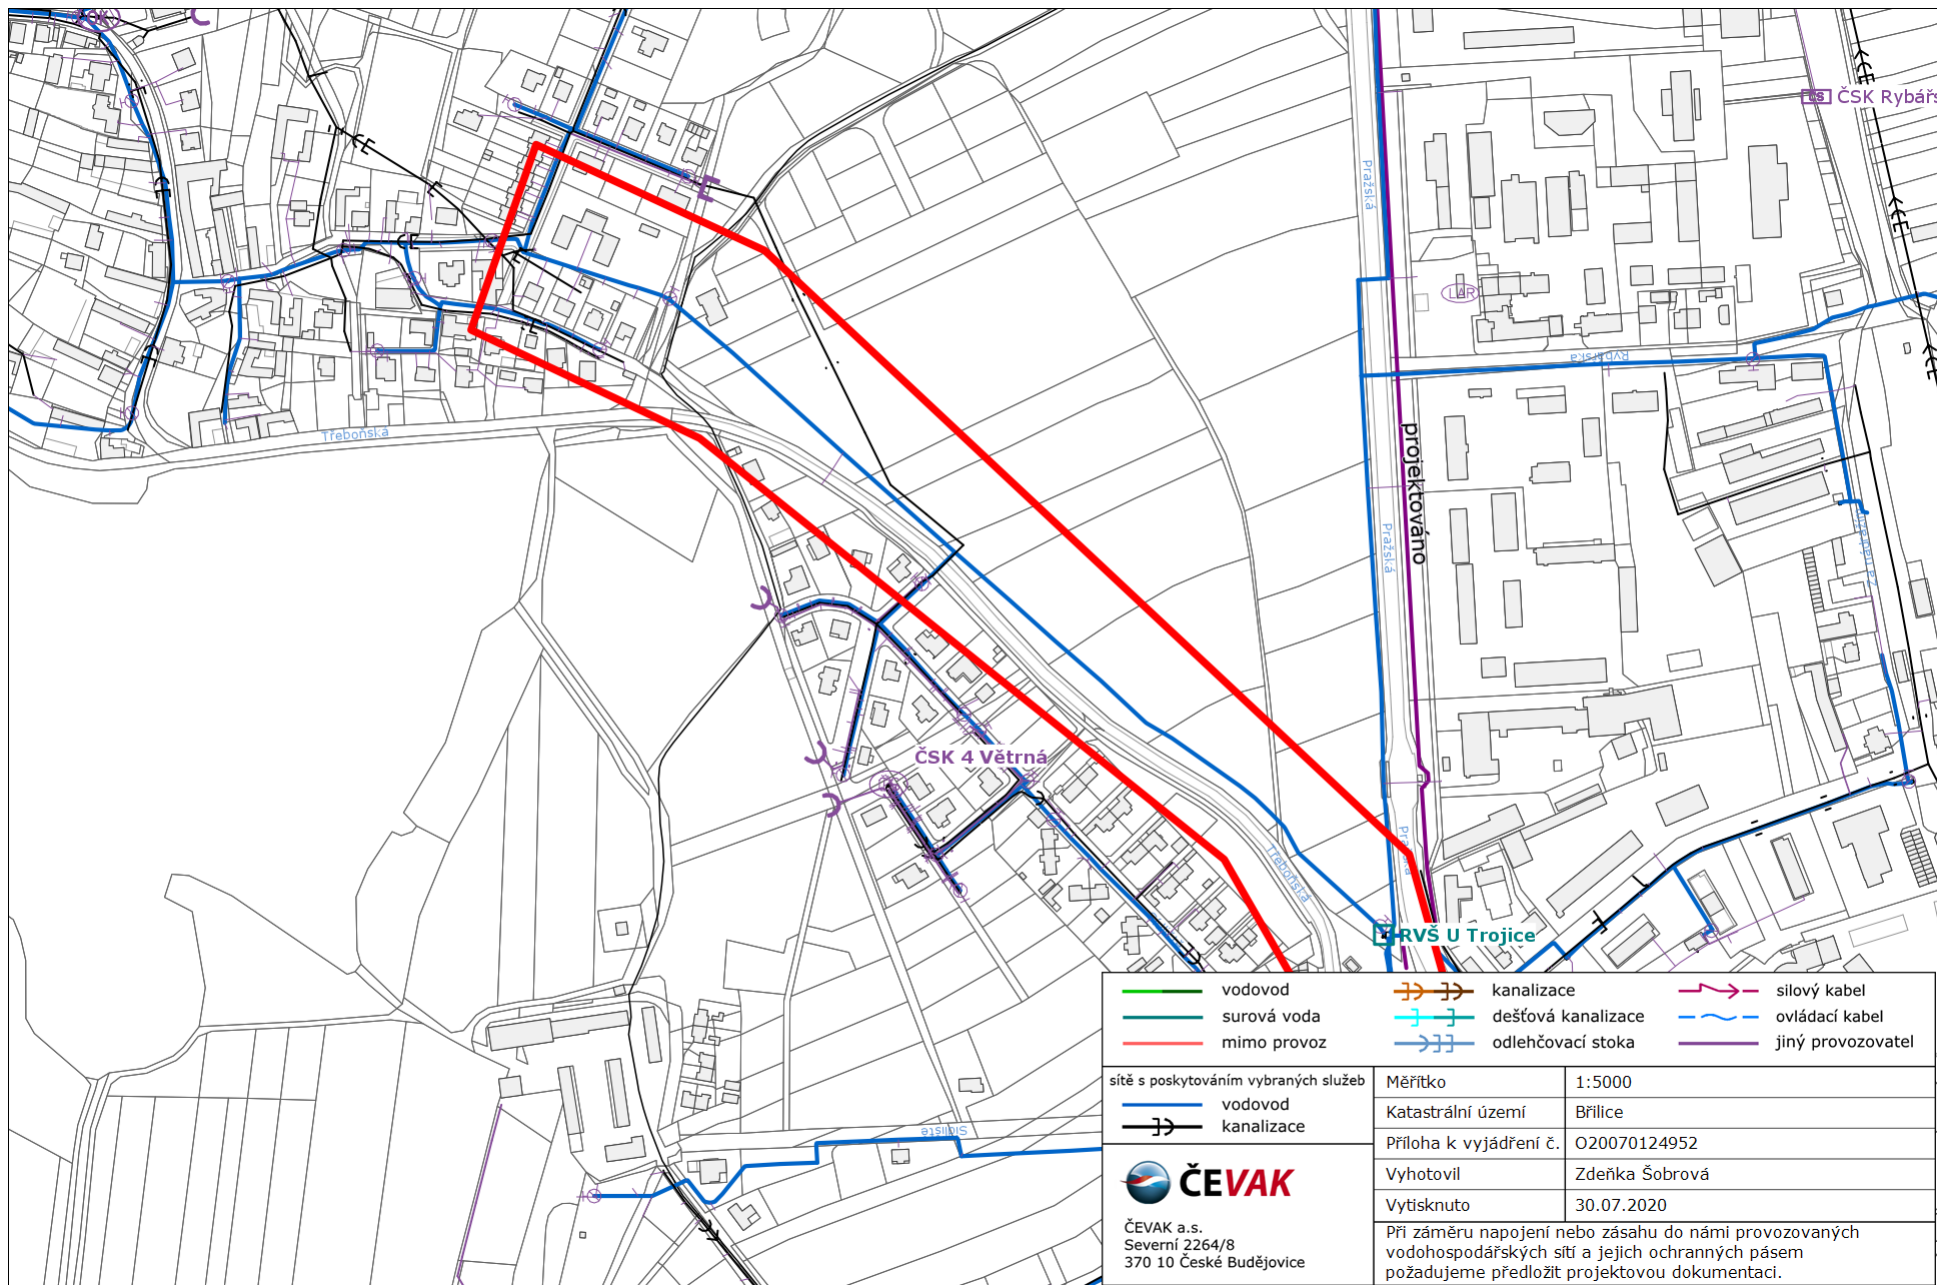 ČSK Rybářs
LAR
Pražská
Rybářská
Třeboňská
projektováno
Pražská
Za tratí
ČSK 4 Větrná
Pražská
Třeboňská
RVŠ U Trojice
Sídliště
vodovod
surová voda
mimo provoz
kanalizace
dešťová kanalizace
odlehčovací stoka
silový kabel
ovládací kabel
jiný provozovatel
sítě s poskytováním vybraných služeb
vodovod
kanalizace
ČEVAK
ČEVAK a.s.
Severní 2264/8
370 10 České Budějovice
Měřítko 1:5000
Katastrální území Břilice
Příloha k vyjádření č. O20070124952
Vyhotovil Zdeňka Šobrová
Vytisknuto 30.07.2020
Při záměru napojení nebo zásahu do námi provozovaných
vodohospodářských sítí a jejich ochranných pásem
požadujeme předložit projektovou dokumentaci.